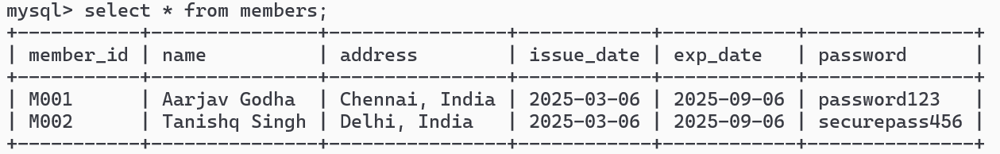 mysql> select * from members;
+-----------+--------------+----------------+------------+------------+---------------+
| member_id | name         | address        | issue_date | exp_date   | password      |
+-----------+--------------+----------------+------------+------------+---------------+
| M001      | Aarjav Godha | Chennai, India | 2025-03-06 | 2025-09-06 | password123   |
| M002      | Tanishq Singh | Delhi, India   | 2025-03-06 | 2025-09-06 | securepass456 |
+-----------+--------------+----------------+------------+------------+---------------+